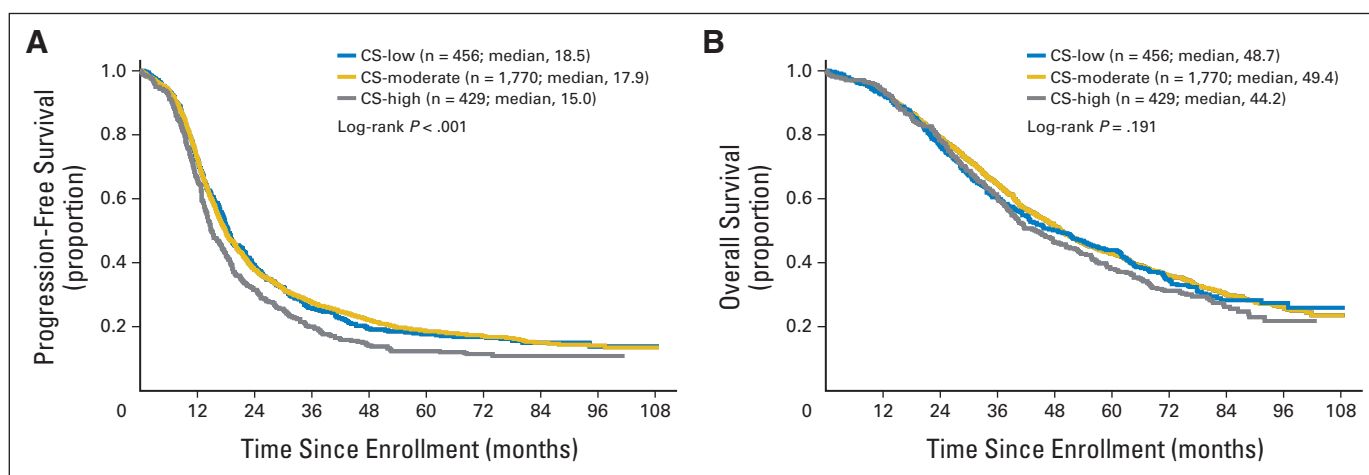 A
CS-low (n = 456; median, 18.5)
CS-moderate (n = 1,770; median, 17.9)
CS-high (n = 429; median, 15.0)
Log-rank P < .001
Progression-Free Survival
(proportion)
1.0
0.8
0.6
0.4
0.2
0 12 24 36 48 60 72 84 96 108
Time Since Enrollment (months)
B
CS-low (n = 456; median, 48.7)
CS-moderate (n = 1,770; median, 49.4)
CS-high (n = 429; median, 44.2)
Log-rank P = .191
Overall Survival
(proportion)
1.0
0.8
0.6
0.4
0.2
0 12 24 36 48 60 72 84 96 108
Time Since Enrollment (months)